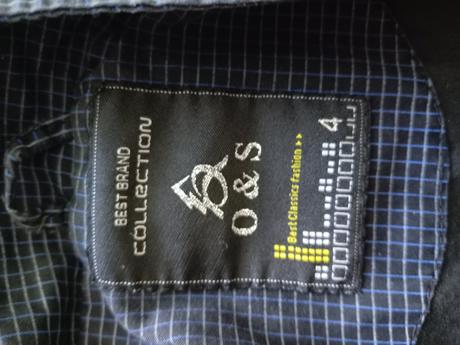 BEST BRAND
COLLECTION
O & S
Best Classics fashion ►►
4